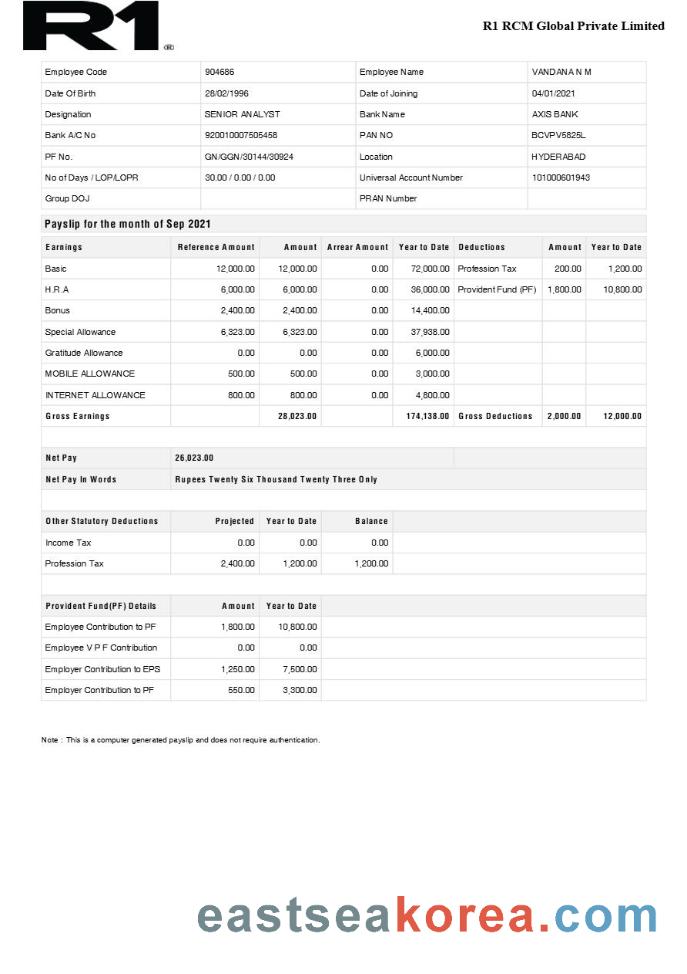 R1
R1 RCM Global Private Limited
Employee Code 904686 Employee Name VANDANA N M
Date Of Birth 28/02/1996 Date of Joining 04/01/2021
Designation SENIOR ANALYST Bank Name AXIS BANK
Bank A/C No 920010007505458 PAN NO BCVPV5825L
PF No. GN/GGN/30144/30924 Location HYDERABAD
No of Days / LOP/LOPR 30.00 / 0.00 / 0.00 Universal Account Number 101000601943
Group DOJ PRAN Number
Payslip for the month of Sep 2021
Earnings Reference Amount Amount Arrear Amount Year to Date Deductions Amount Year to Date
Basic 12,000.00 12,000.00 0.00 72,000.00 Profession Tax 200.00 1,200.00
H.R.A 6,000.00 6,000.00 0.00 36,000.00 Provident Fund (PF) 1,800.00 10,800.00
Bonus 2,400.00 2,400.00 0.00 14,400.00
Special Allowance 6,323.00 6,323.00 0.00 37,938.00
Gratitude Allowance 0.00 0.00 0.00 6,000.00
MOBILE ALLOWANCE 500.00 500.00 0.00 3,000.00
INTERNET ALLOWANCE 800.00 800.00 0.00 4,800.00
Gross Earnings 28,023.00 174,138.00 Gross Deductions 2,000.00 12,000.00
Net Pay 26,023.00
Net Pay In Words Rupees Twenty Six Thousand Twenty Three Only
Other Statutory Deductions Projected Year to Date Balance
Income Tax 0.00 0.00 0.00
Profession Tax 2,400.00 1,200.00 1,200.00
Provident Fund(PF) Details Amount Year to Date
Employee Contribution to PF 1,800.00 10,800.00
Employee V P F Contribution 0.00 0.00
Employer Contribution to EPS 1,250.00 7,500.00
Employer Contribution to PF 550.00 3,300.00
Note : This is a computer generated payslip and does not require authentication.
eastseakorea.com